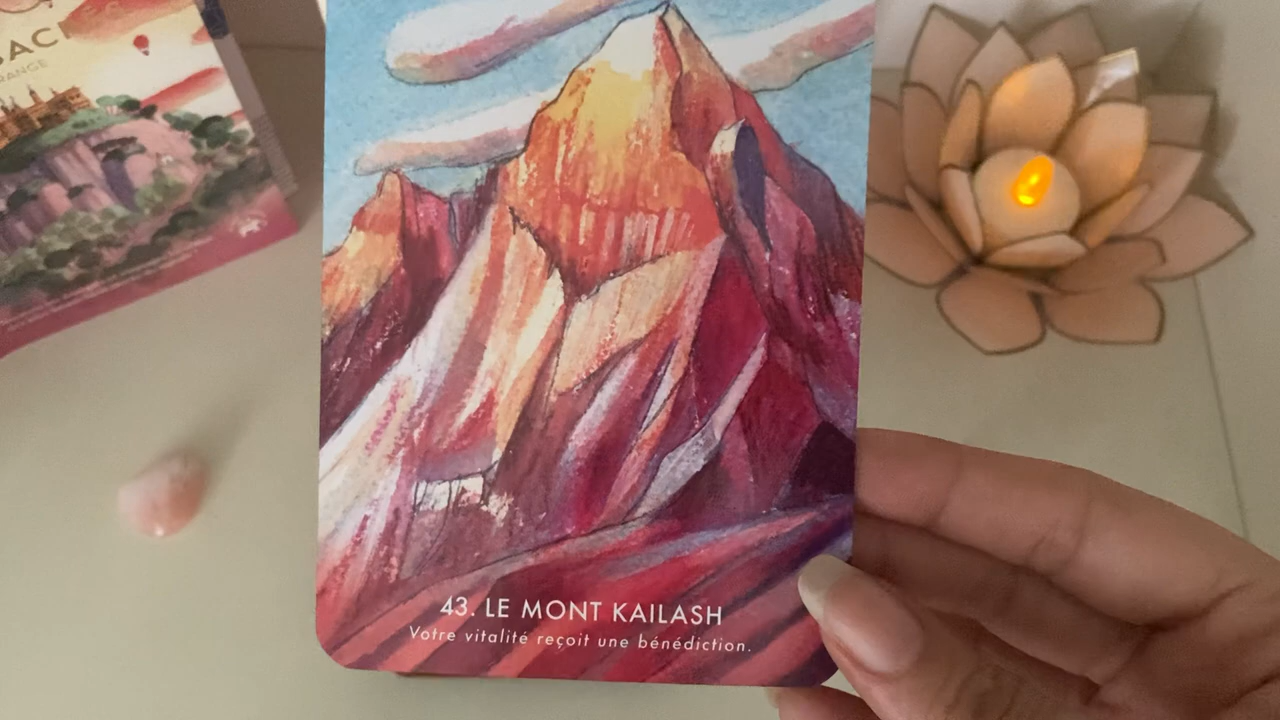 43. LE MONT KAILASH
Votre vitalité reçoit une bénédiction.